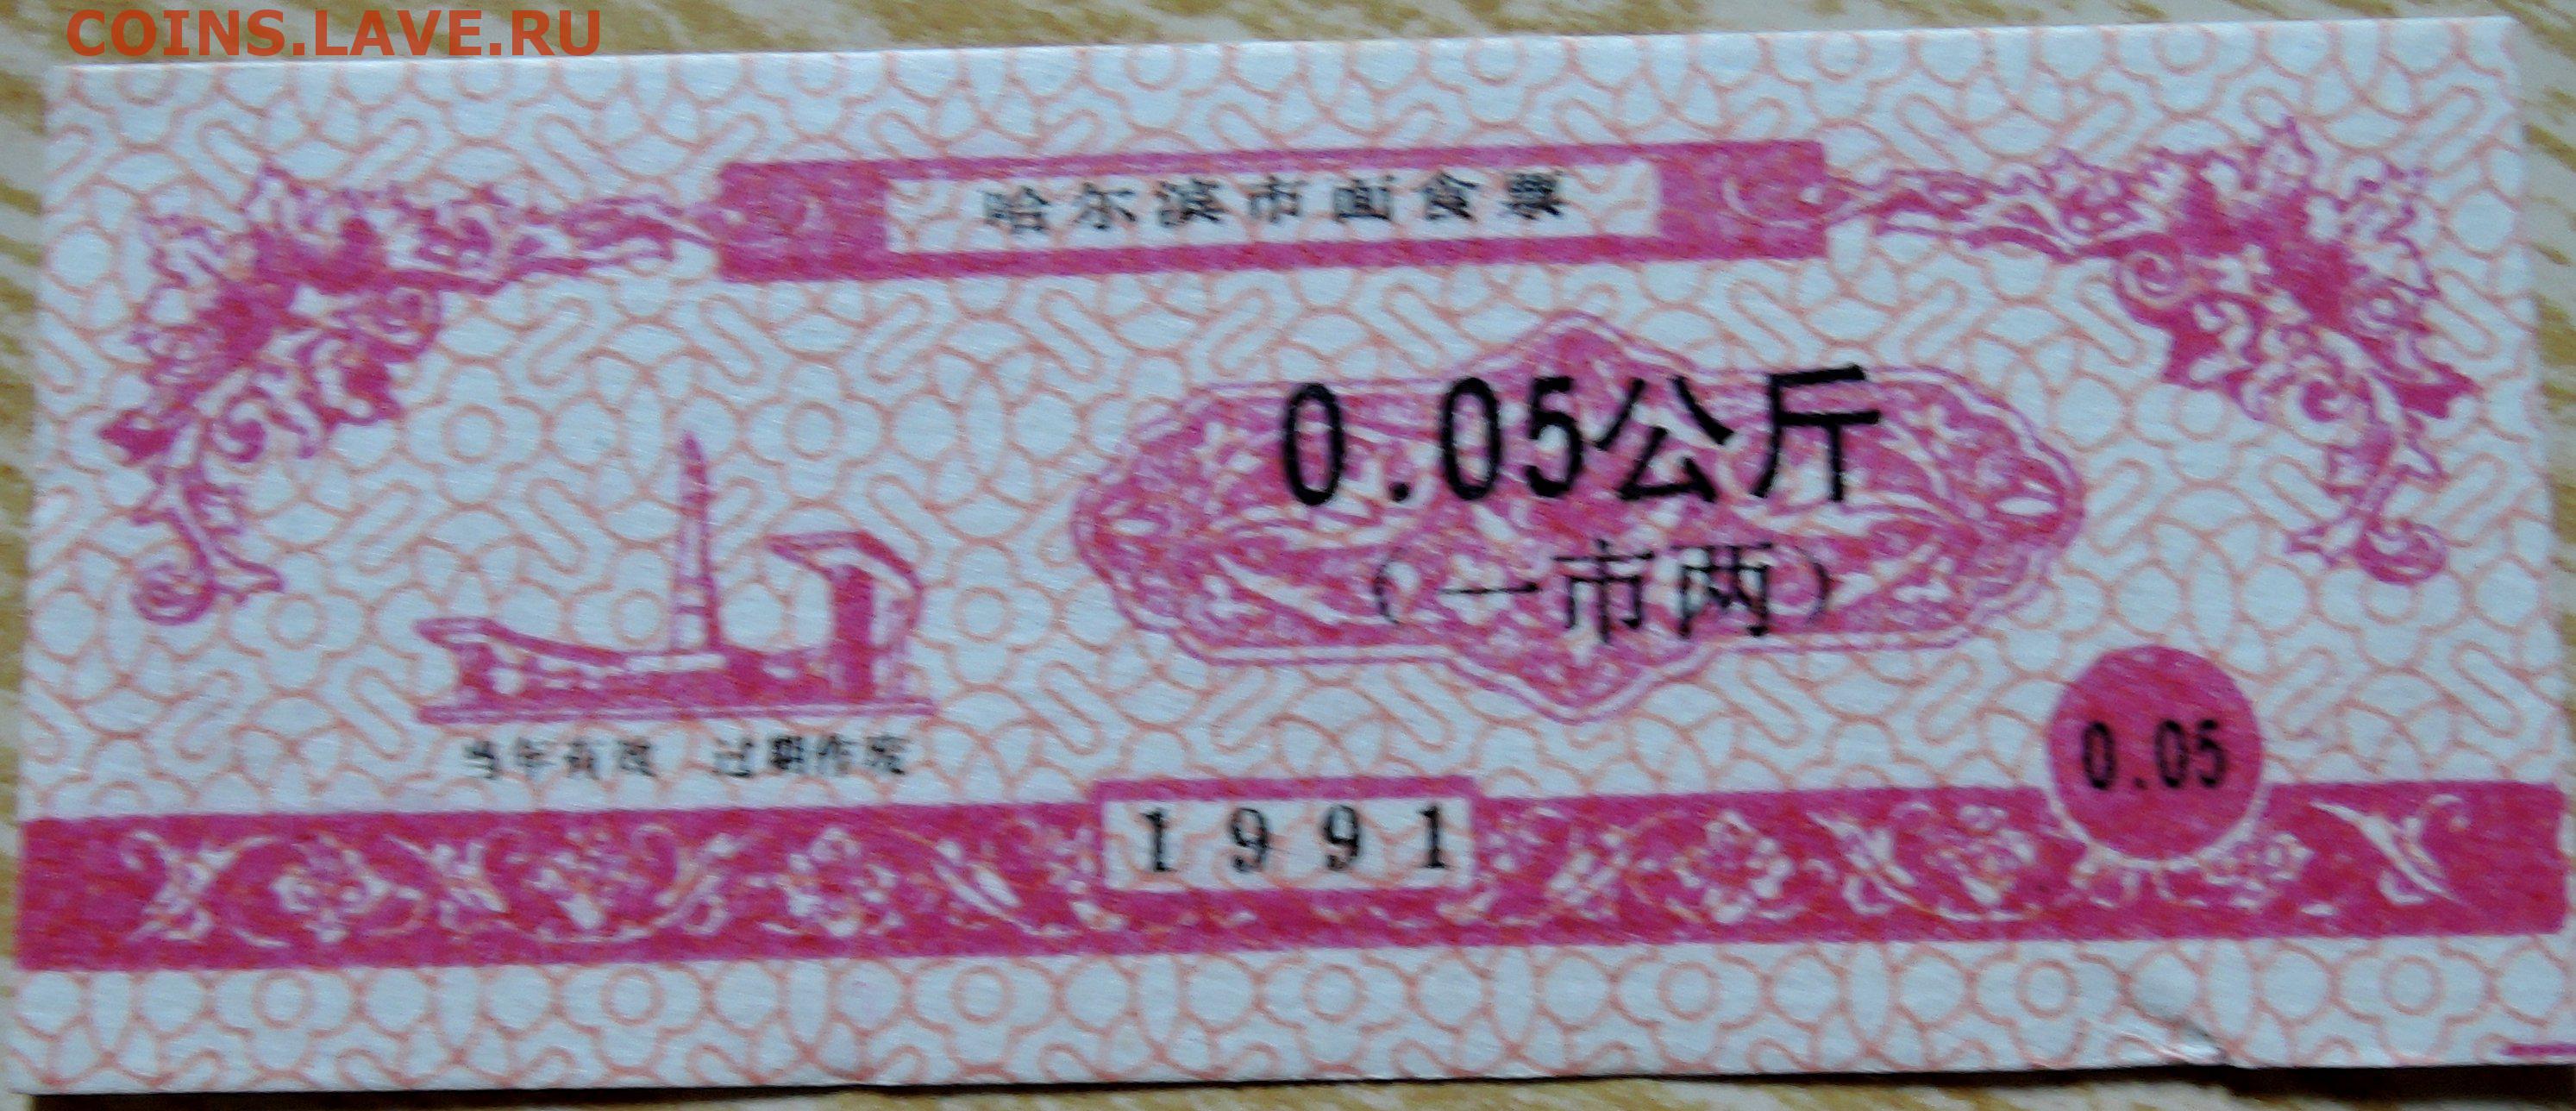 COINS.LAVE.RU
哈尔滨市面食票
0.05公斤
(一市两)
0.05
当年有效 过期作废
1991